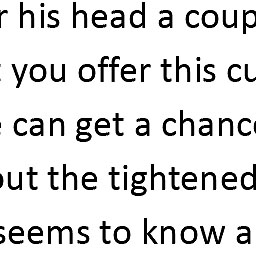 r his head a coup
t you offer this cu
e can get a chance
out the tightened
seems to know a